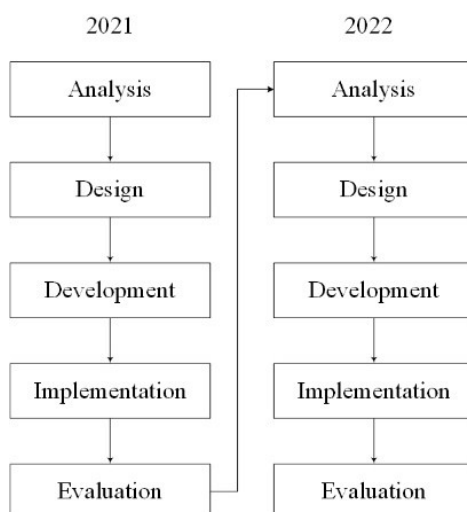 2021
Analysis
Design
Development
Implementation
Evaluation
2022
Analysis
Design
Development
Implementation
Evaluation